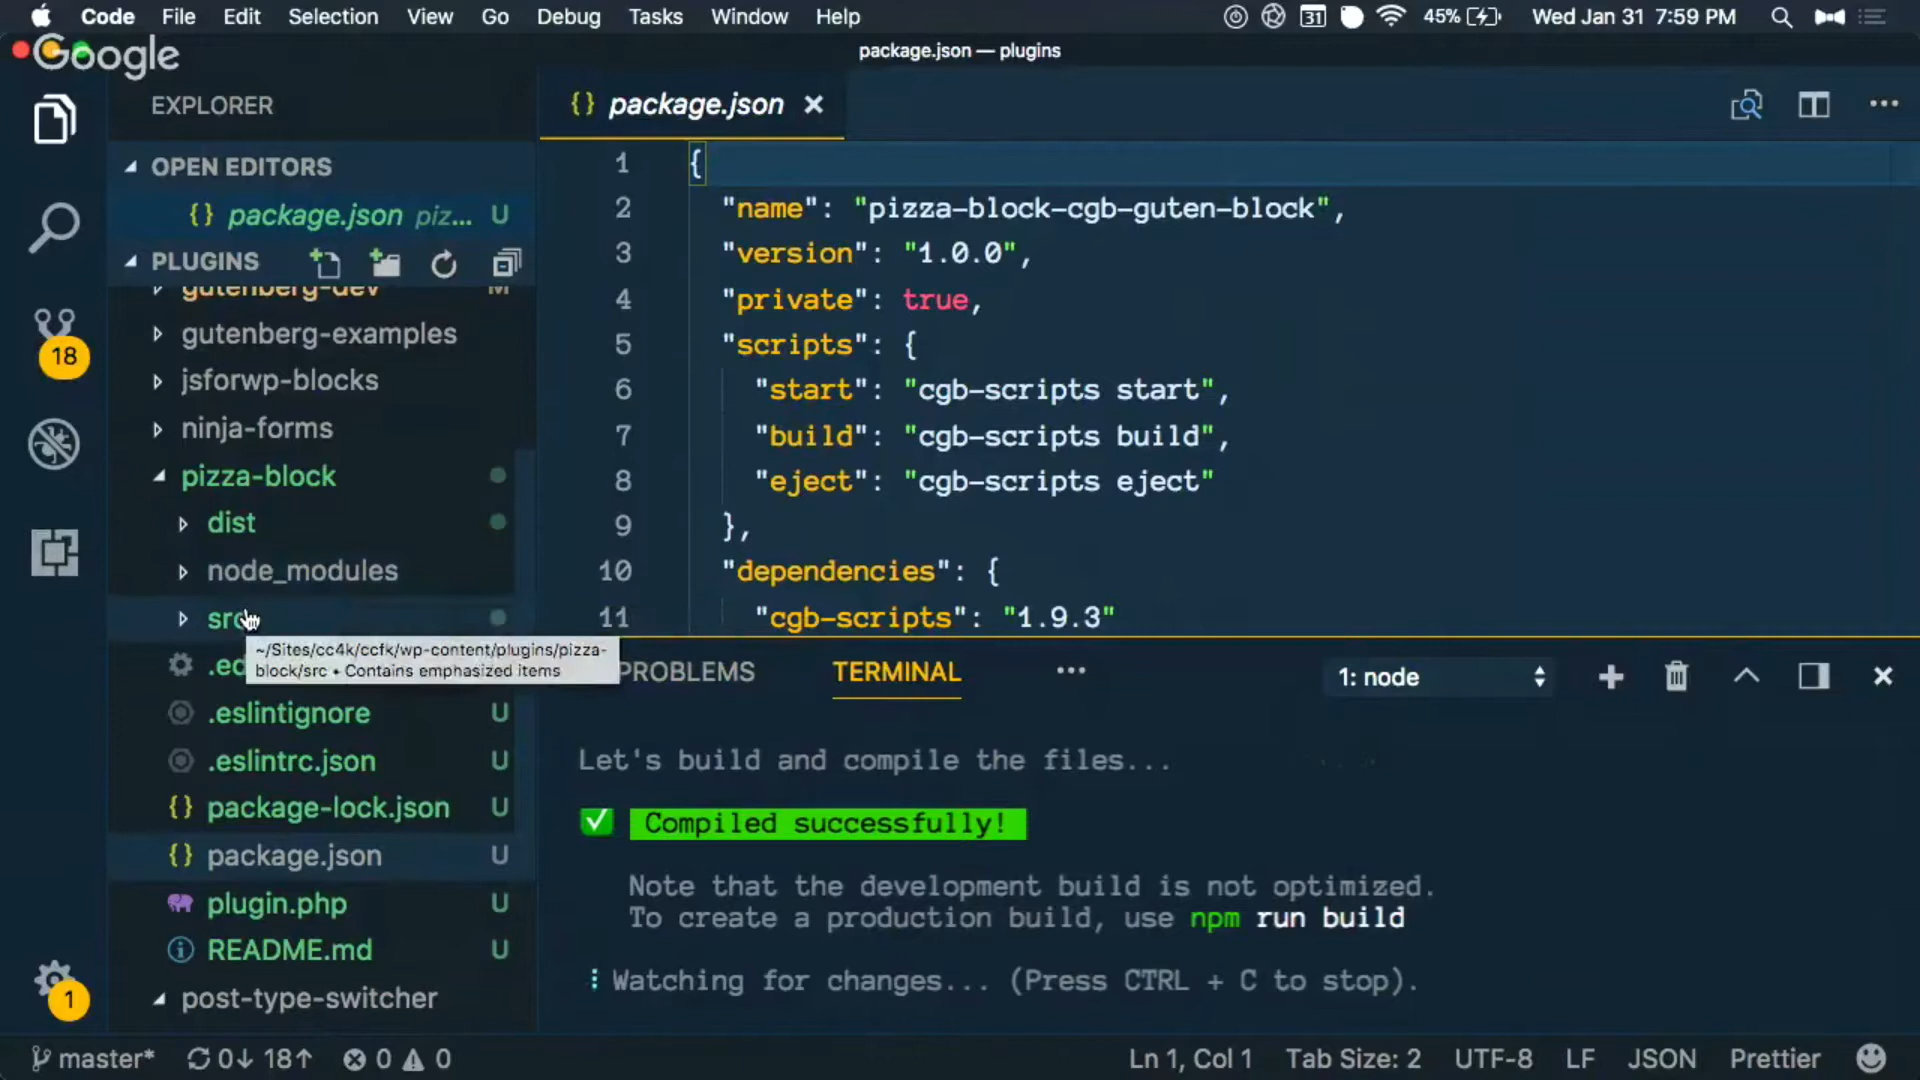 Code File Edit Selection View Go Debug Tasks Window Help
31 45% Wed Jan 31 7:59 PM
Google
package.json — plugins
EXPLORER
OPEN EDITORS
{} package.json piz... U
PLUGINS
gutenberg-dev M
gutenberg-examples
jsforwp-blocks
ninja-forms
pizza-block
dist
node_modules
src
~/Sites/cc4k/ccfk/wp-content/plugins/pizza-
block/src • Contains emphasized items
.ed
.eslintignore U
.eslintrc.json U
{} package-lock.json U
{} package.json U
plugin.php U
README.md U
post-type-switcher
18
1
{} package.json
1 {
2 "name": "pizza-block-cgb-guten-block",
3 "version": "1.0.0",
4 "private": true,
5 "scripts": {
6 "start": "cgb-scripts start",
7 "build": "cgb-scripts build",
8 "eject": "cgb-scripts eject"
9 },
10 "dependencies": {
11 "cgb-scripts": "1.9.3"
PROBLEMS TERMINAL ... 1: node
Let's build and compile the files...
Compiled successfully!
Note that the development build is not optimized.
To create a production build, use npm run build
Watching for changes... (Press CTRL + C to stop).
master* 0↓ 18↑ 0 0 Ln 1, Col 1 Tab Size: 2 UTF-8 LF JSON Prettier